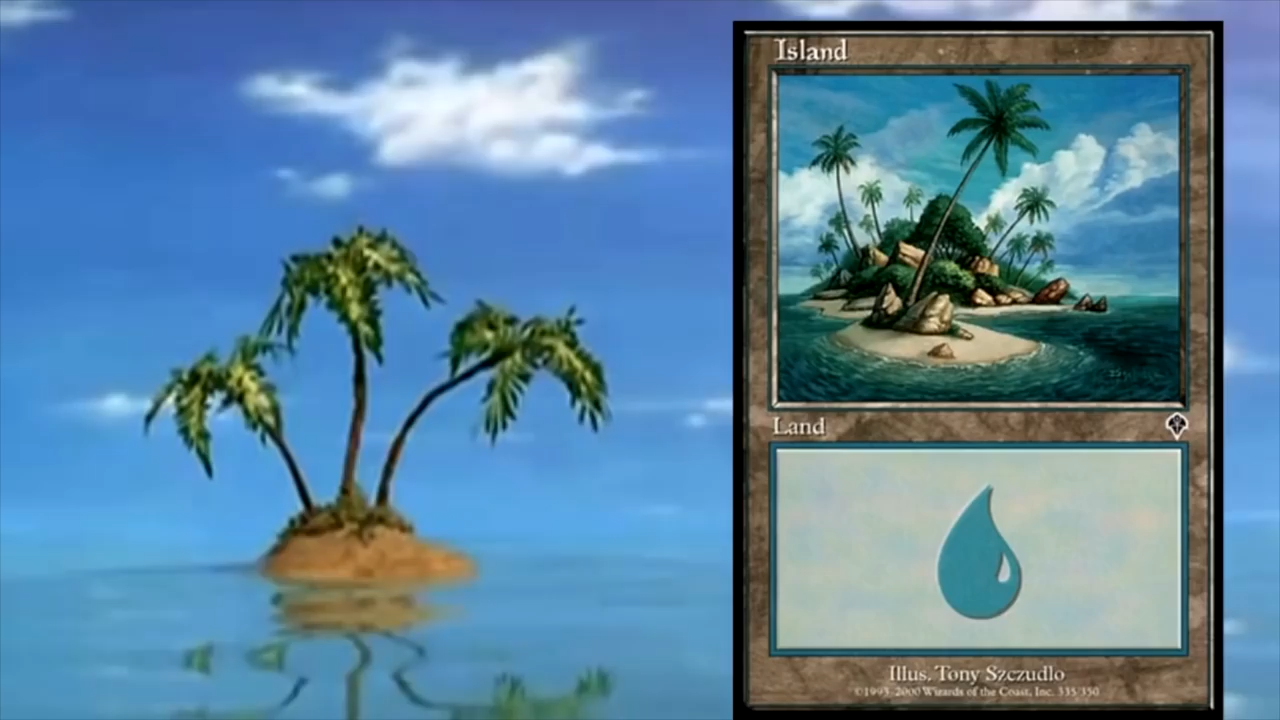 Island
Land
Illus. Tony Szczudlo
©1993-2000 Wizards of the Coast, Inc. 335/350